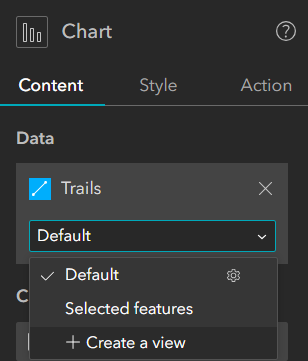 Chart
Content Style Action
Data
Trails
Default
Default
Selected features
+ Create a view